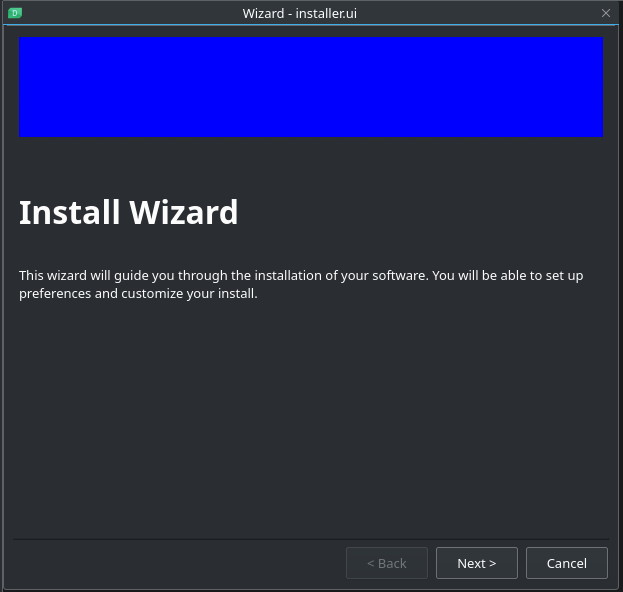 Wizard - installer.ui
Install Wizard
This wizard will guide you through the installation of your software. You will be able to set up
preferences and customize your install.
< Back
Next >
Cancel